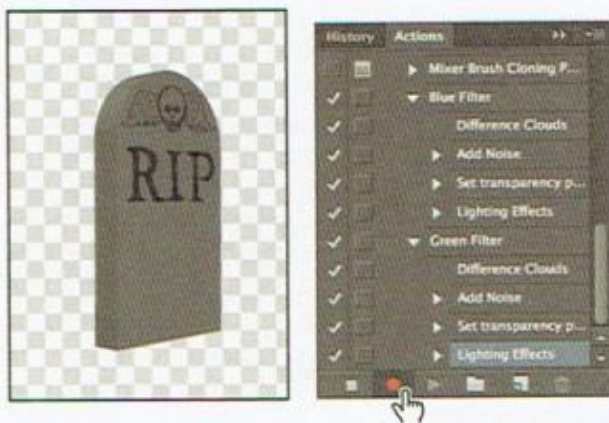 RIP
History Actions
Mixer Brush Cloning P...
Blue Filter
Difference Clouds
Add Noise
Set transparency p...
Lighting Effects
Green Filter
Difference Clouds
Add Noise
Set transparency p...
Lighting Effects